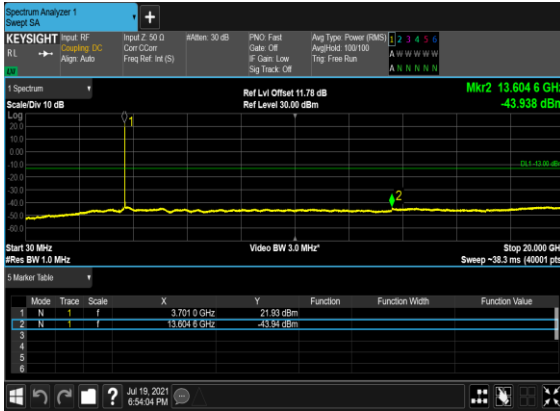 Spectrum Analyzer 1
Swept SA
+
KEYSIGHT Input: RF Input Z: 50 Ω #Atten: 30 dB PNO: Fast Avg Type: Power (RMS) 1 2 3 4 5 6
RL Coupling: DC Corr CCorr Gate: Off Avg|Hold: 100/100 A W W W W W
Align: Auto Freq Ref: Int (S) IF Gain: Low Trig: Free Run
Sig Track: Off A N N N N N
1 Spectrum Ref Lvl Offset 11.78 dB Mkr2 13.604 6 GHz
Scale/Div 10 dB Ref Level 30.00 dBm -43.938 dBm
Log
20.0
10.0
0.00
-10.0
-20.0
-30.0
-40.0
-50.0
-60.0
1
DL1 -13.00 dBm
2
Start 30 MHz Video BW 3.0 MHz* Stop 20.000 GH
#Res BW 1.0 MHz Sweep ~38.3 ms (40001 pts
5 Marker Table
Mode Trace Scale X Y Function Function Width Function Value
1 N 1 f 3.701 0 GHz 21.93 dBm
2 N 1 f 13.604 6 GHz -43.94 dBm
3
4
5
6
? Jul 19, 2021
6:54:04 PM